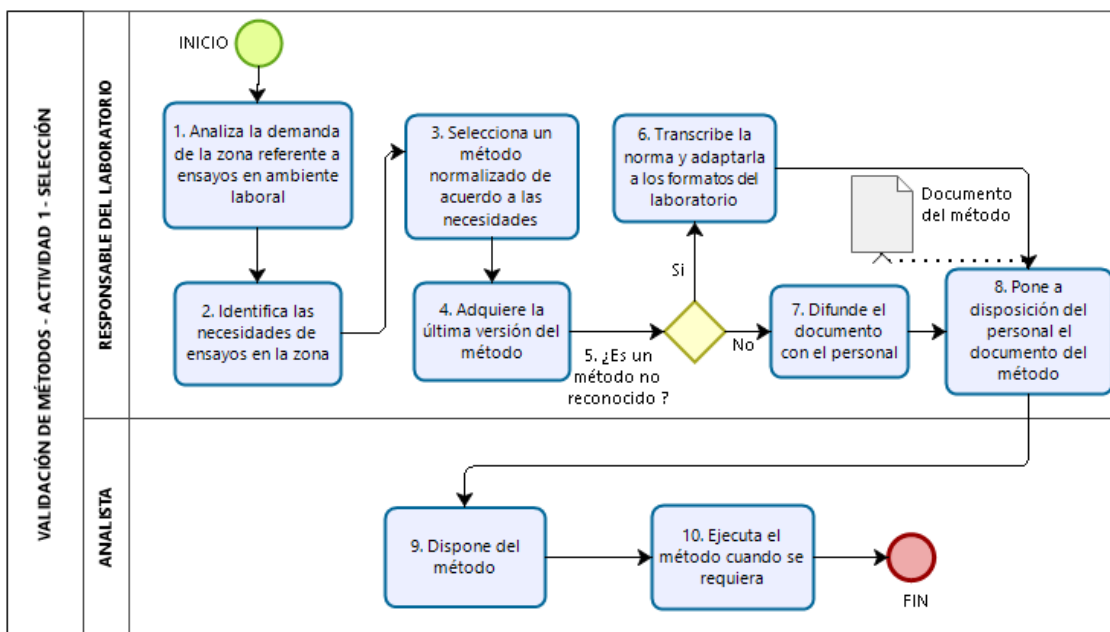 VALIDACIÓN DE MÉTODOS - ACTIVIDAD 1 - SELECCIÓN
RESPONSABLE DEL LABORATORIO
INICIO
1. Analiza la demanda
de la zona referente a
ensayos en ambiente
laboral
2. Identifica las
necesidades de
ensayos en la zona
3. Selecciona un
método
normalizado de
acuerdo a las
necesidades
4. Adquiere la
última versión del
método
5. ¿Es un
método no
reconocido ?
Si
No
6. Transcribe la
norma y adaptarla
a los formatos del
laboratorio
7. Difunde el
documento
con el personal
Documento
del método
8. Pone a
disposición del
personal el
documento del
método
ANALISTA
9. Dispone del
método
10. Ejecuta el
método cuando se
requiera
FIN